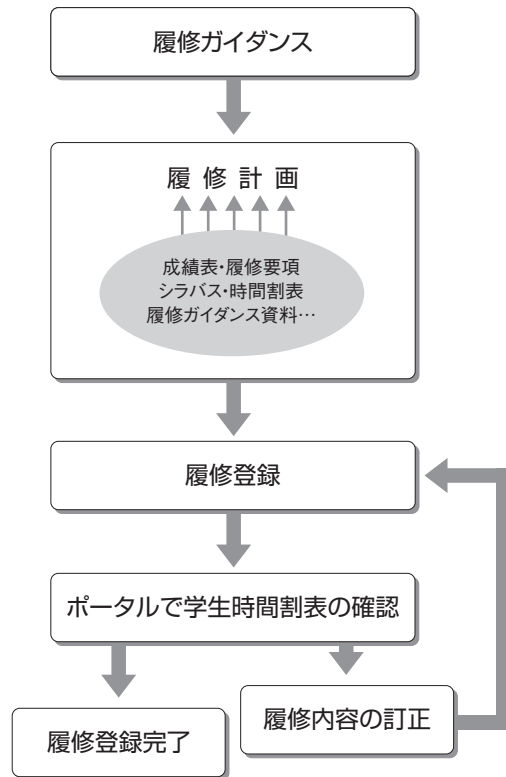 履修ガイダンス
履修計画
成績表・履修要項
シラバス・時間割表
履修ガイダンス資料…
履修登録
ポータルで学生時間割表の確認
履修登録完了
履修内容の訂正